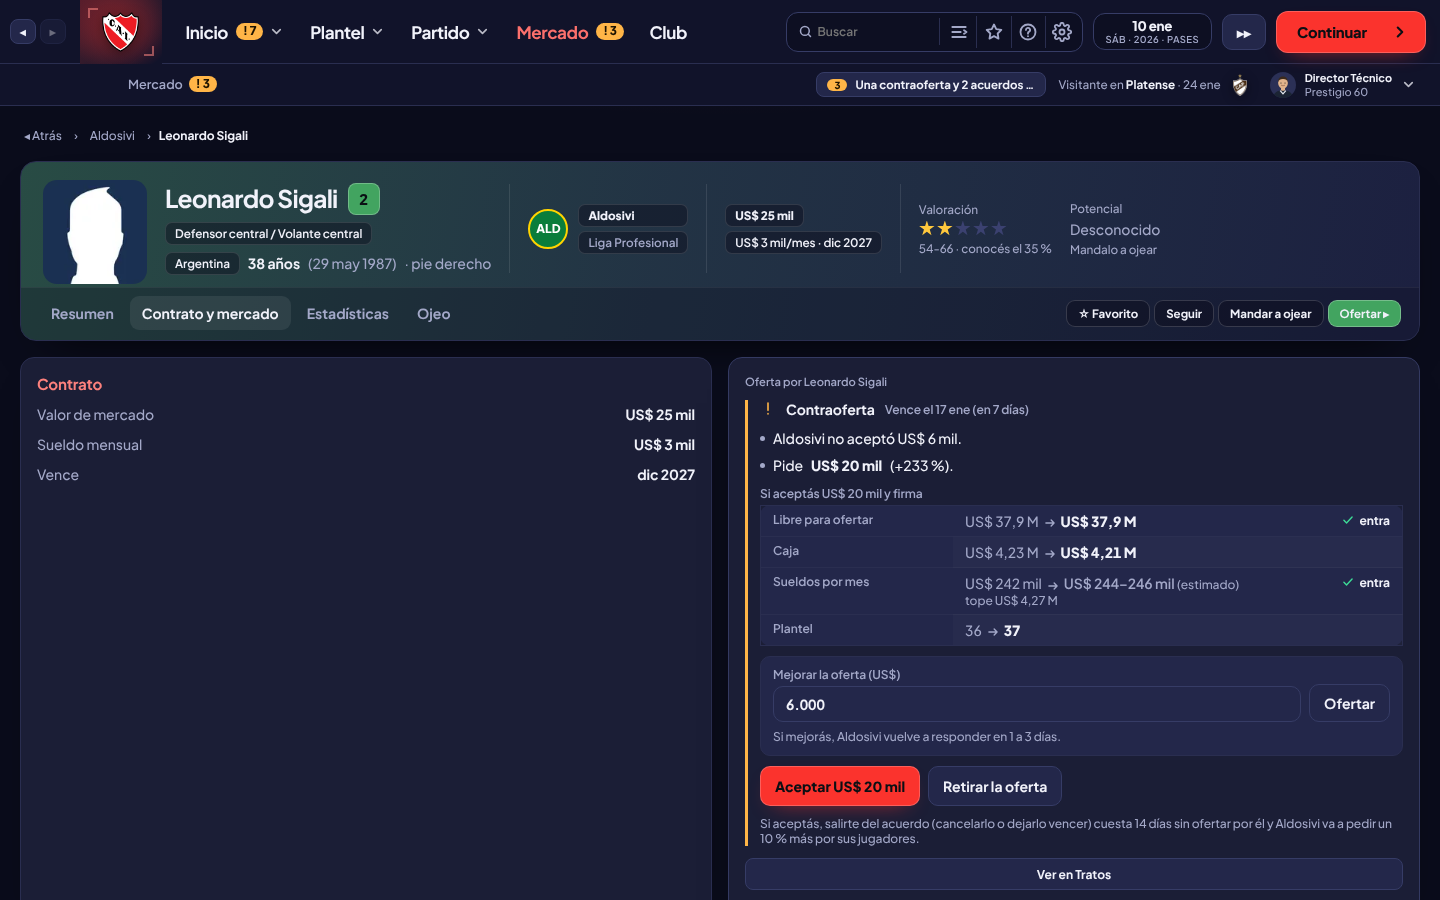 Inicio !7
Plantel
Partido
Mercado !3
Club
Buscar
10 ene
SÁB · 2026 · PASES
Continuar
Mercado !3
3 Una contraoferta y 2 acuerdos ...
Visitante en Platense · 24 ene
Director Técnico
Prestigio 60
Atrás › Aldosivi › Leonardo Sigali
Leonardo Sigali 2
Defensor central / Volante central
Argentina 38 años (29 may 1987) · pie derecho
ALD
Aldosivi
Liga Profesional
US$ 25 mil
US$ 3 mil/mes · dic 2027
Valoración
54-66 · conocés el 35 %
Potencial
Desconocido
Mandalo a ojear
Resumen
Contrato y mercado
Estadísticas
Ojeo
☆ Favorito
Seguir
Mandar a ojear
Ofertar ▸
Contrato
Valor de mercado US$ 25 mil
Sueldo mensual US$ 3 mil
Vence dic 2027
Oferta por Leonardo Sigali
! Contraoferta Vence el 17 ene (en 7 días)
• Aldosivi no aceptó US$ 6 mil.
• Pide US$ 20 mil (+233 %).
Si aceptás US$ 20 mil y firma
Libre para ofertar US$ 37,9 M → US$ 37,9 M ✓ entra
Caja US$ 4,23 M → US$ 4,21 M
Sueldos por mes US$ 242 mil → US$ 244–246 mil (estimado) ✓ entra
tope US$ 4,27 M
Plantel 36 → 37
Mejorar la oferta (US$)
6.000
Ofertar
Si mejorás, Aldosivi vuelve a responder en 1 a 3 días.
Aceptar US$ 20 mil
Retirar la oferta
Si aceptás, salirte del acuerdo (cancelarlo o dejarlo vencer) cuesta 14 días sin ofertar por él y Aldosivi va a pedir un
10 % más por sus jugadores.
Ver en Tratos